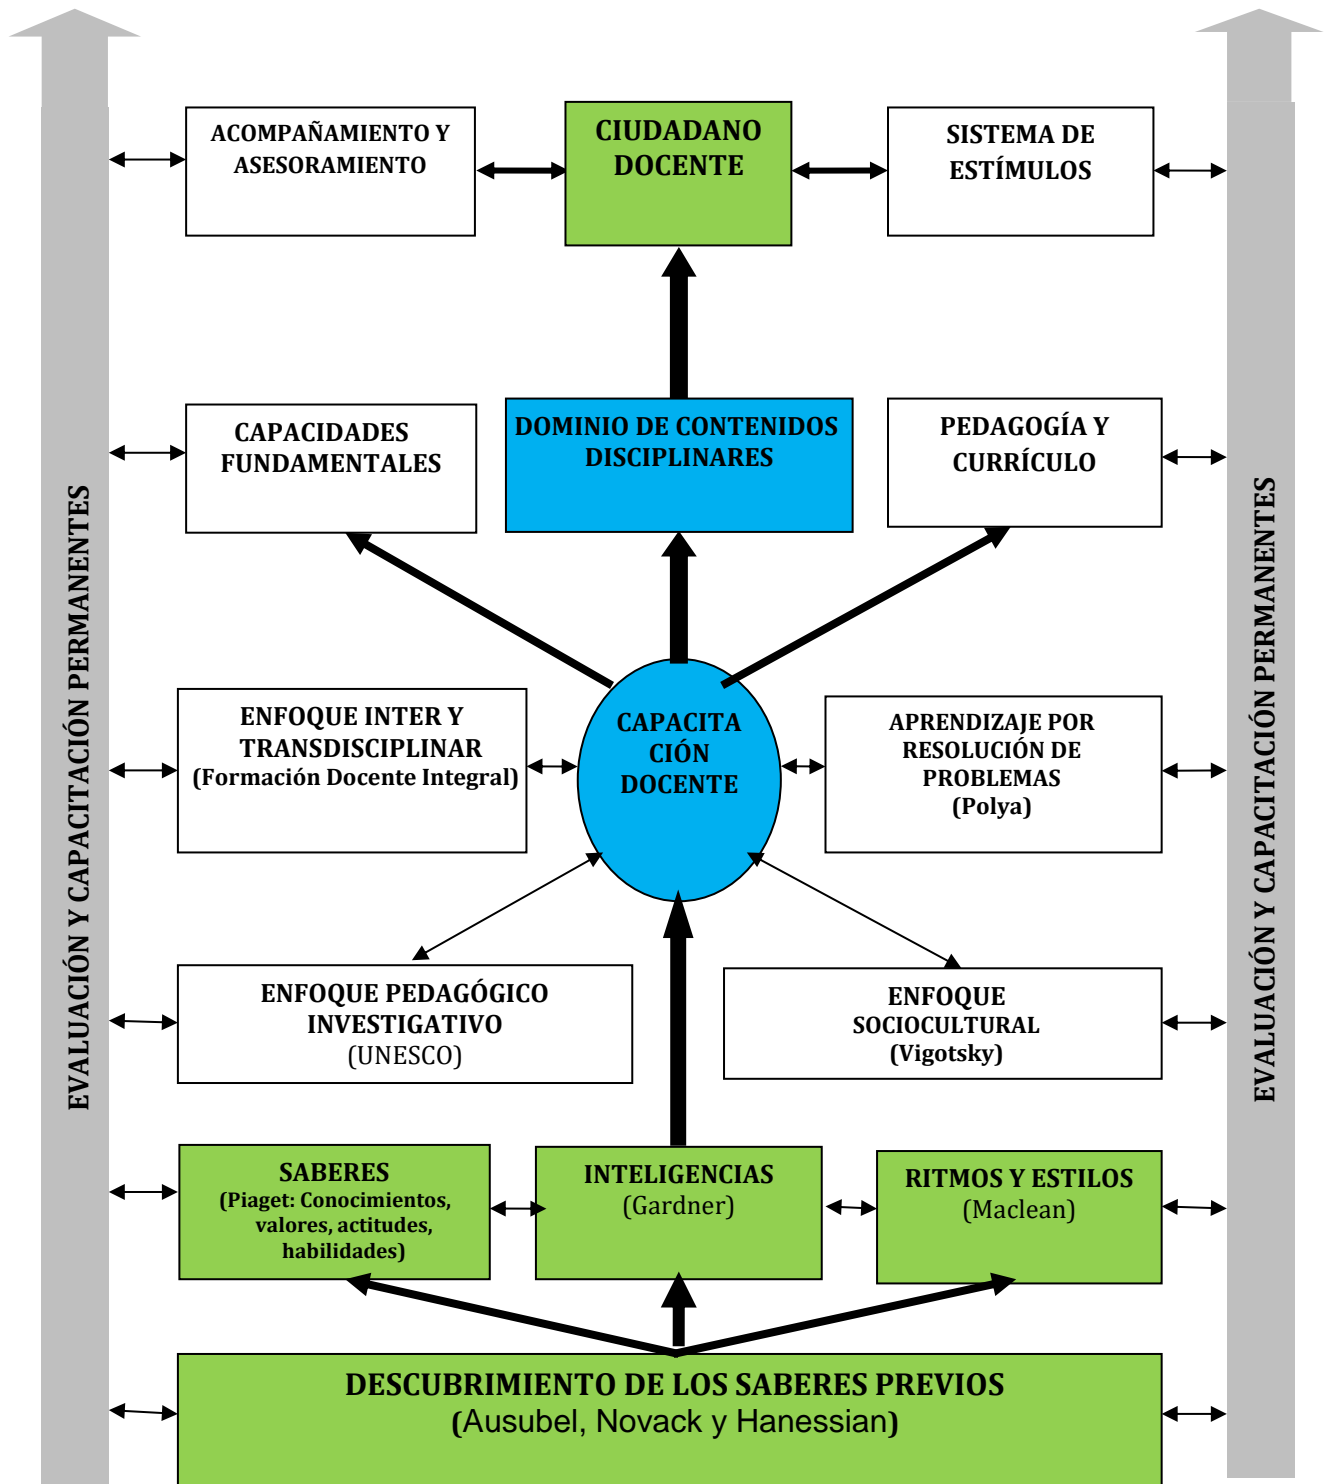 ACOMPAÑAMIENTO Y
ASESORAMIENTO
CIUDADANO
DOCENTE
SISTEMA DE
ESTÍMULOS
CAPACIDADES
FUNDAMENTALES
DOMINIO DE CONTENIDOS
DISCIPLINARES
PEDAGOGÍA Y
CURRÍCULO
EVALUACIÓN Y CAPACITACIÓN PERMANENTES
EVALUACIÓN Y CAPACITACIÓN PERMANENTES
ENFOQUE INTER Y
TRANSDISCIPLINAR
(Formación Docente Integral)
CAPACITA
CIÓN
DOCENTE
APRENDIZAJE POR
RESOLUCIÓN DE
PROBLEMAS
(Polya)
ENFOQUE PEDAGÓGICO
INVESTIGATIVO
(UNESCO)
ENFOQUE
SOCIOCULTURAL
(Vigotsky)
SABERES
(Piaget: Conocimientos,
valores, actitudes,
habilidades)
INTELIGENCIAS
(Gardner)
RITMOS Y ESTILOS
(Maclean)
DESCUBRIMIENTO DE LOS SABERES PREVIOS
(Ausubel, Novack y Hanessian)